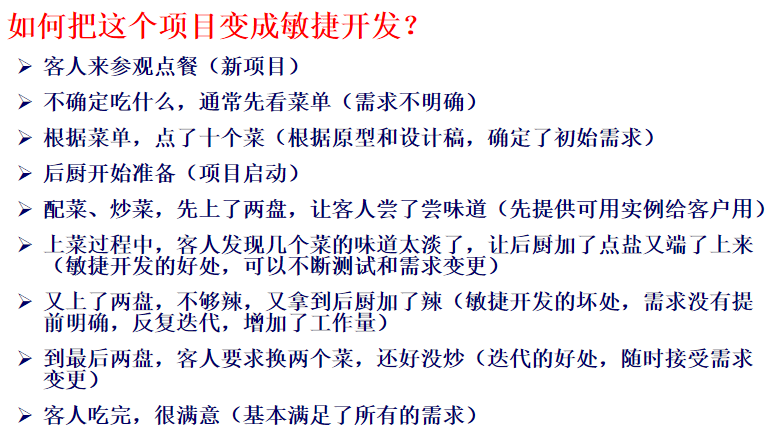 如何把这个项目变成敏捷开发？
➢ 客人来参观点餐（新项目）
➢ 不确定吃什么，通常先看菜单（需求不明确）
➢ 根据菜单，点了十个菜（根据原型和设计稿，确定了初始需求）
➢ 后厨开始准备（项目启动）
➢ 配菜、炒菜，先上了两盘，让客人尝了尝味道（先提供可用实例给客户用）
➢ 上菜过程中，客人发现几个菜的味道太淡了，让后厨加了点盐又端了上来
（敏捷开发的好处，可以不断测试和需求变更）
➢ 又上了两盘，不够辣，又拿到后厨加了辣（敏捷开发的坏处，需求没有提
前明确，反复迭代，增加了工作量）
➢ 到最后两盘，客人要求换两个菜，还好没炒（迭代的好处，随时接受需求
变更）
➢ 客人吃完，很满意（基本满足了所有的需求）